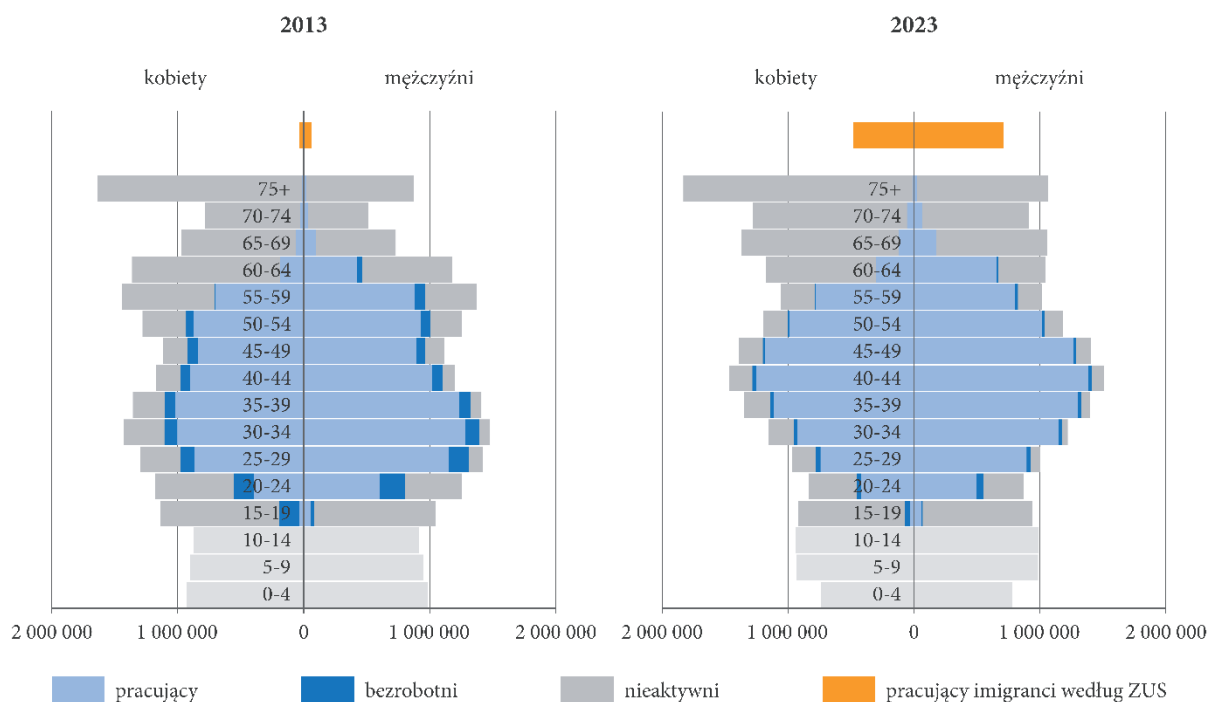 2013
2023
kobiety
mężczyźni
kobiety
mężczyźni
75+
70-74
65-69
60-64
55-59
50-54
45-49
40-44
35-39
30-34
25-29
20-24
15-19
10-14
5-9
0-4
2 000 000
1 000 000
0
1 000 000
2 000 000
75+
70-74
65-69
60-64
55-59
50-54
45-49
40-44
35-39
30-34
25-29
20-24
15-19
10-14
5-9
0-4
2 000 000
1 000 000
0
1 000 000
2 000 000
pracujący
bezrobotni
nieaktywni
pracujący imigranci według ZUS